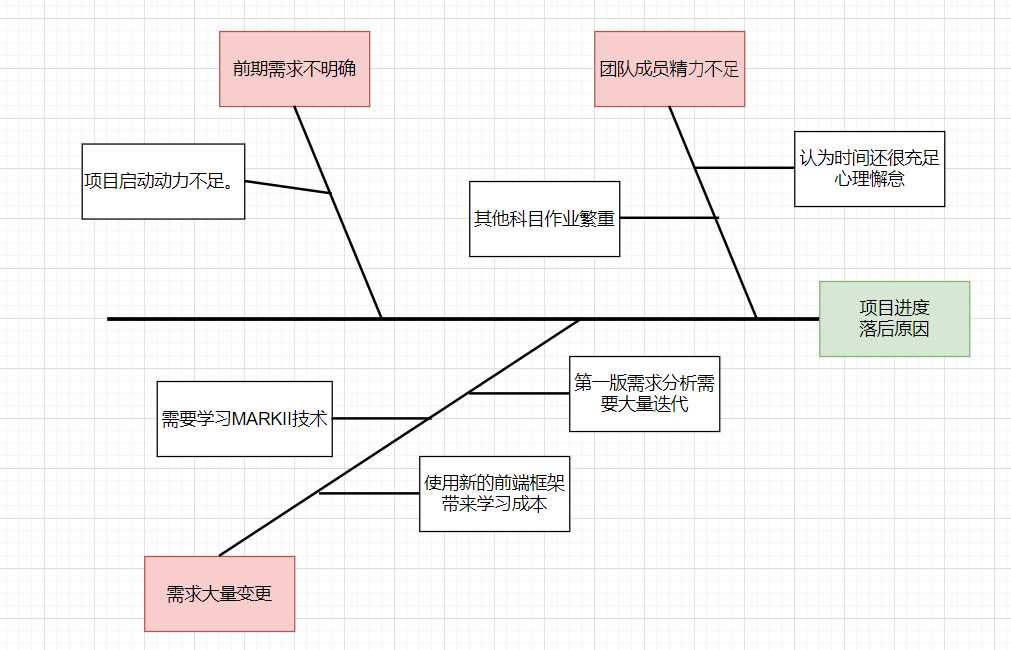 前期需求不明确
团队成员精力不足
认为时间还很充足
心理懈怠
项目启动动力不足。
其他科目作业繁重
项目进度
落后原因
第一版需求分析需
要大量迭代
需要学习MARKII技术
使用新的前端框架
带来学习成本
需求大量变更